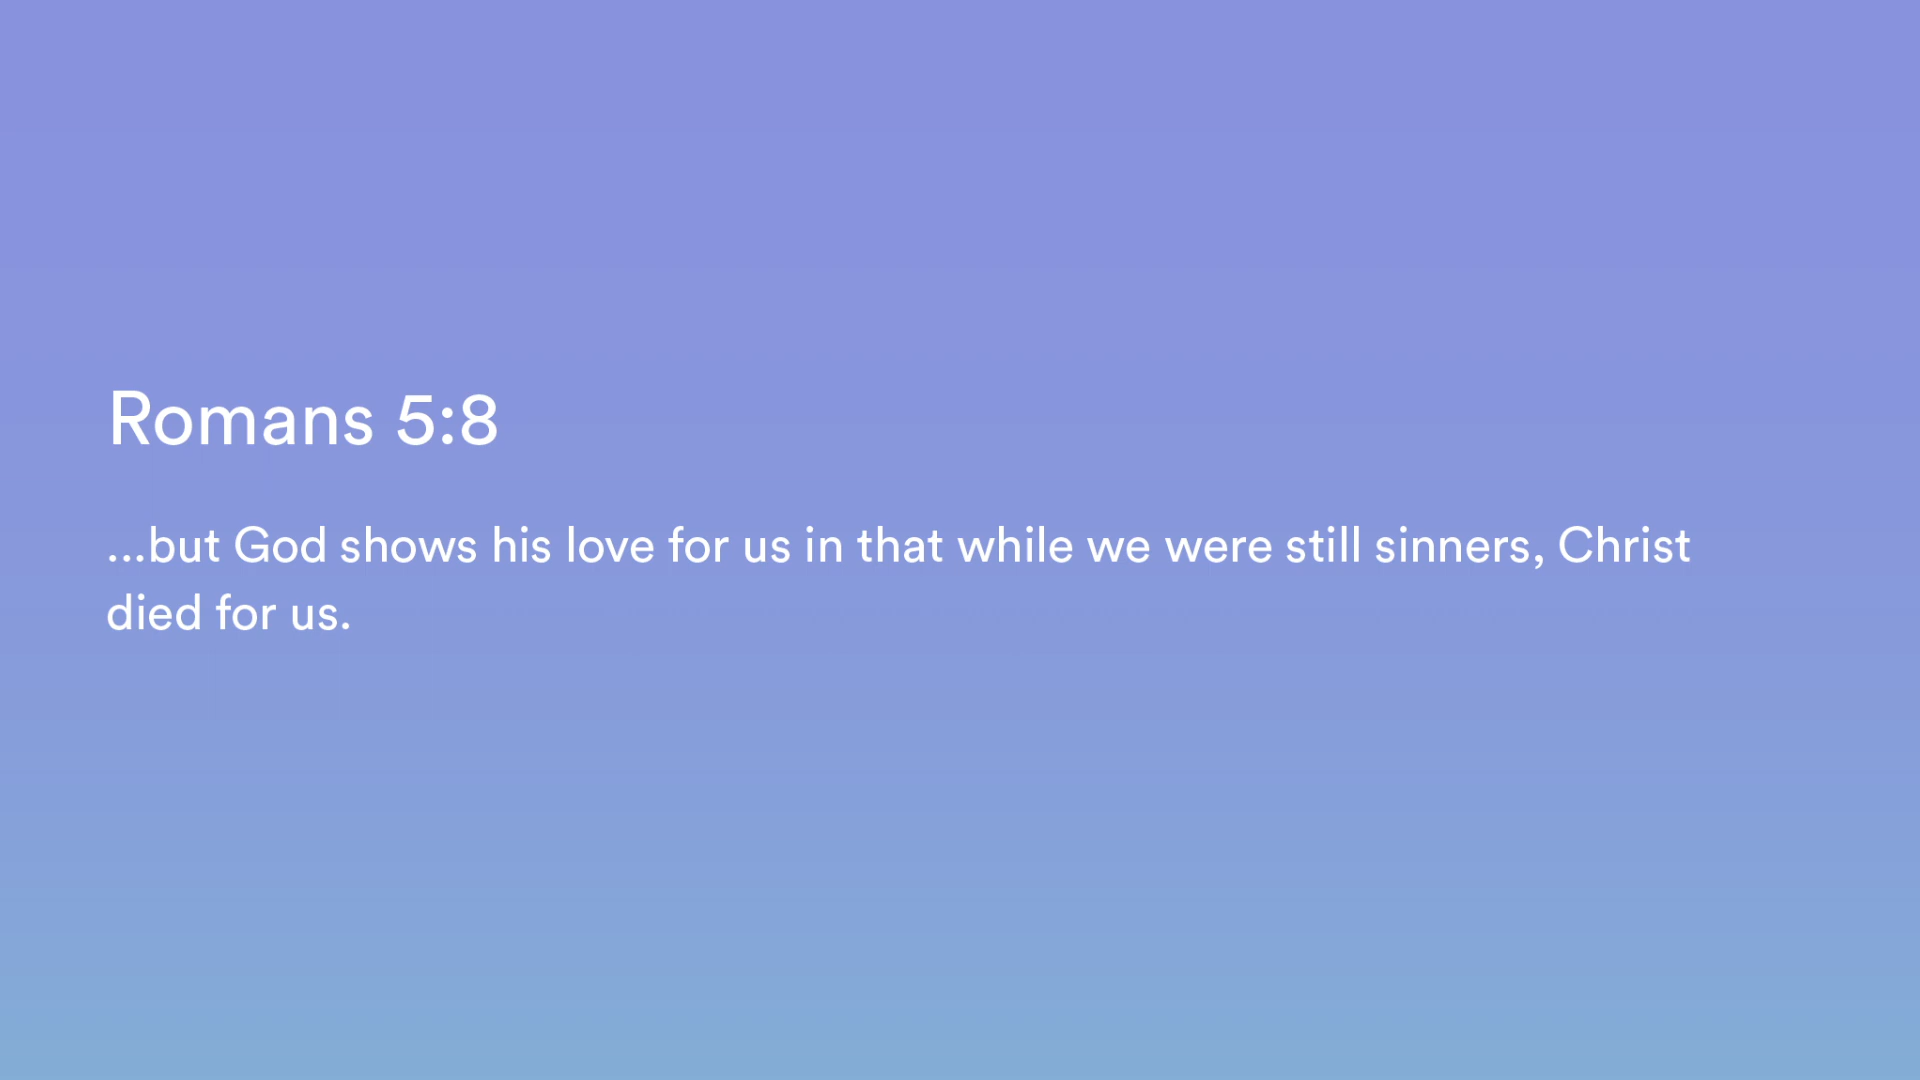 Romans 5:8
...but God shows his love for us in that while we were still sinners, Christ
died for us.